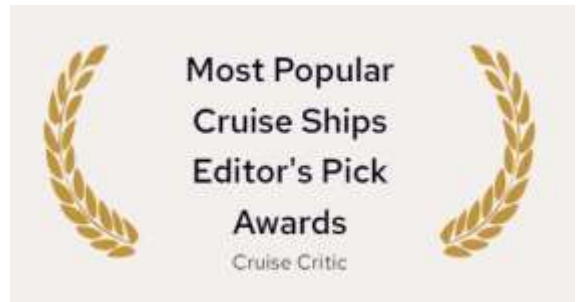 Most Popular
Cruise Ships
Editor's Pick
Awards
Cruise Critic